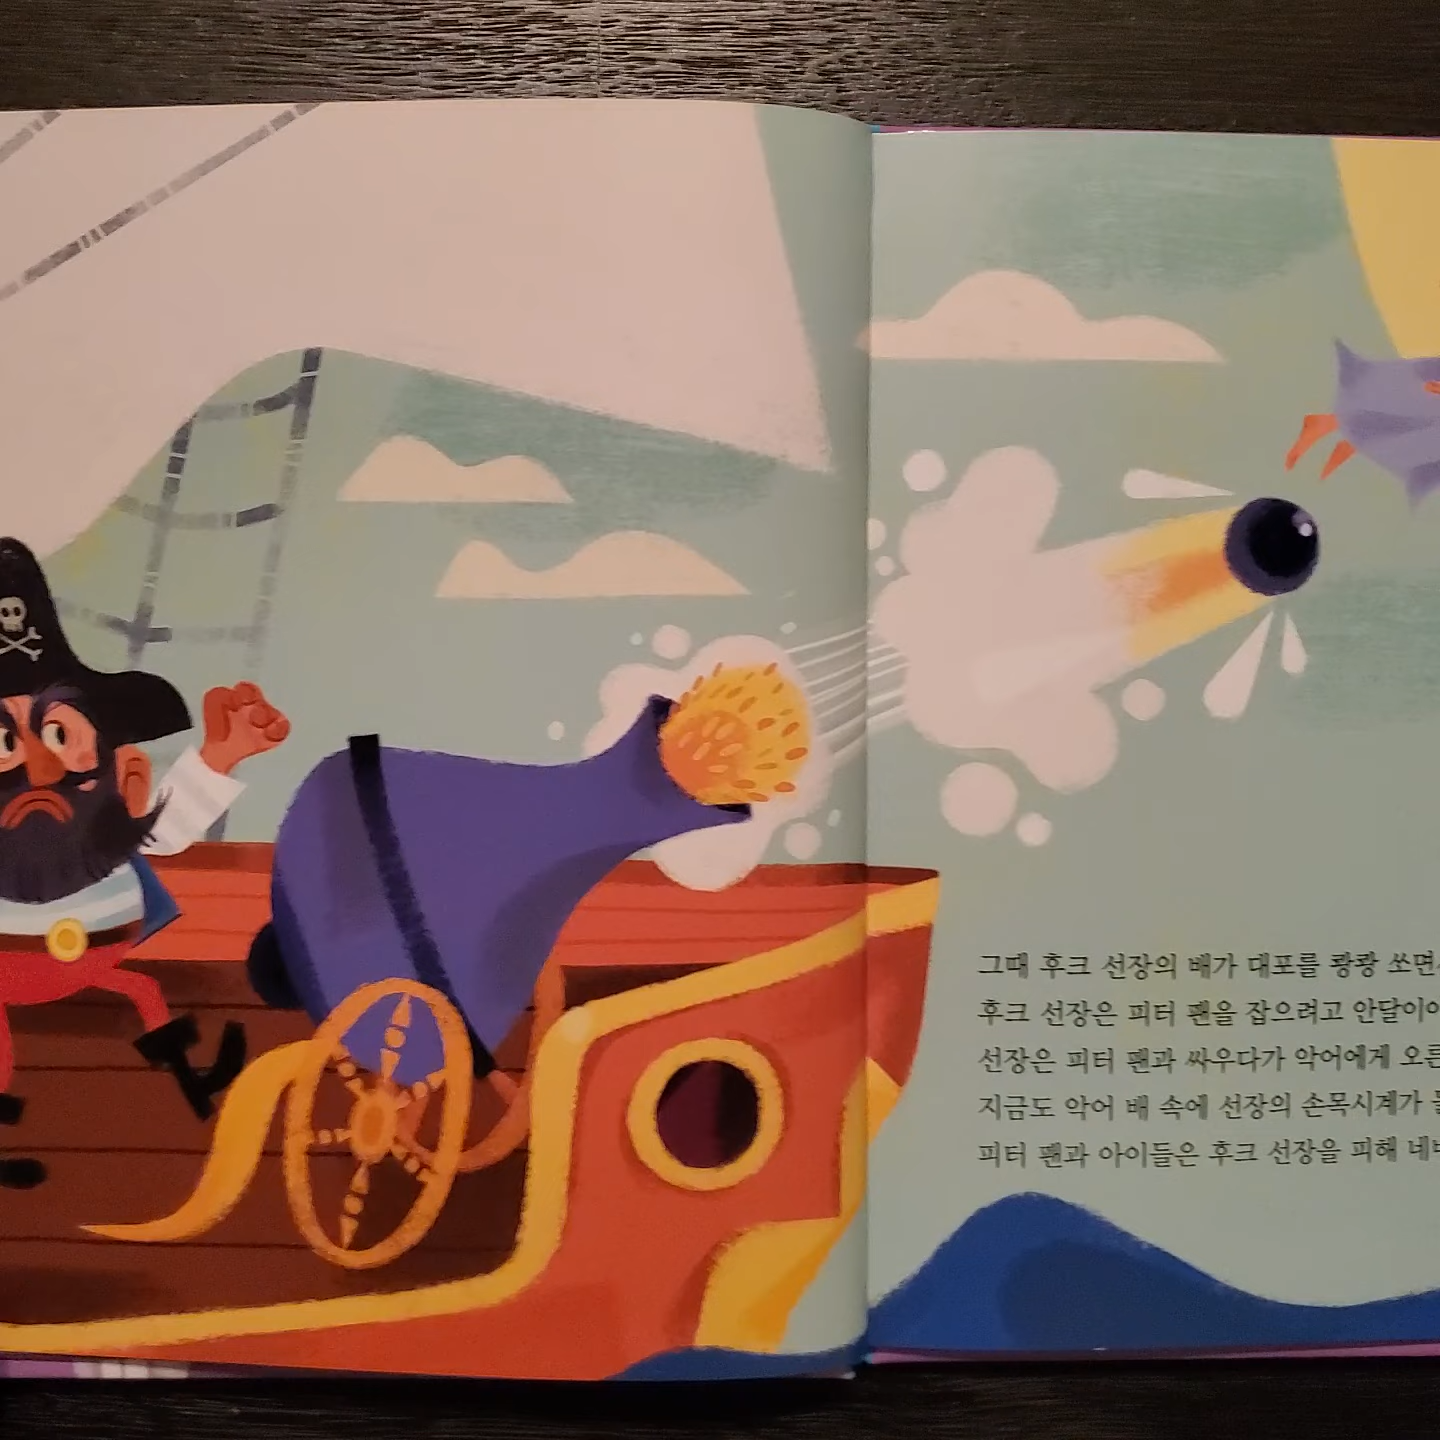 그때 후크 선장의 배가 대포를 쾅쾅 쏘면
후크 선장은 피터 팬을 잡으려고 안달이
선장은 피터 팬과 싸우다가 악어에게
지금도 악어 배 속에 선장의 손목시계가
피터 팬과 아이들은 후크 선장을 피해